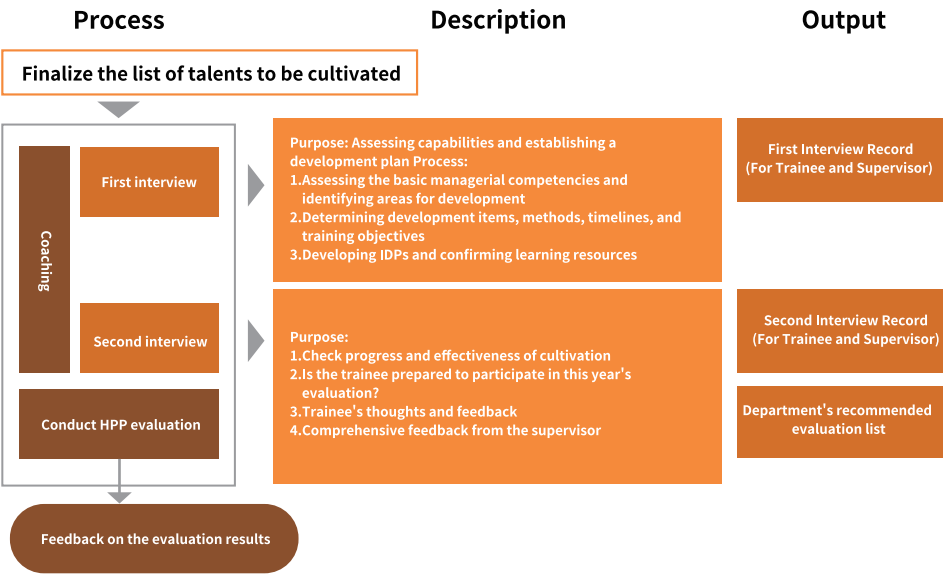 Process
Description
Output
Finalize the list of talents to be cultivated
Coaching
First interview
Purpose: Assessing capabilities and establishing a
development plan Process:
1.Assessing the basic managerial competencies and
identifying areas for development
2.Determining development items, methods, timelines, and
training objectives
3.Developing IDPs and confirming learning resources
First Interview Record
(For Trainee and Supervisor)
Second interview
Purpose:
1.Check progress and effectiveness of cultivation
2.Is the trainee prepared to participate in this year's
evaluation?
3.Trainee's thoughts and feedback
4.Comprehensive feedback from the supervisor
Second Interview Record
(For Trainee and Supervisor)
Conduct HPP evaluation
Department's recommended
evaluation list
Feedback on the evaluation results